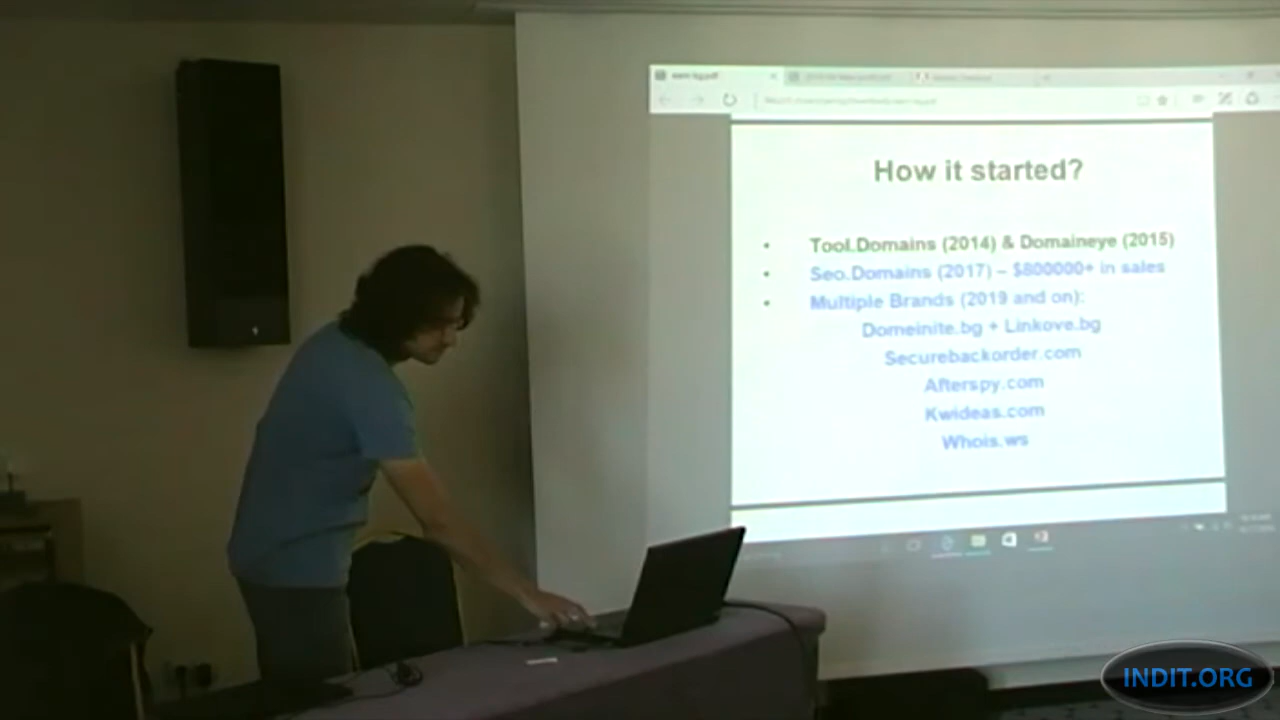 How it started?
• Tool.Domains (2014) & Domaineye (2015)
• Seo.Domains (2017) – $800000+ in sales
• Multiple Brands (2019 and on):
Domeinite.bg + Linkove.bg
Securebackorder.com
Afterspy.com
Kwideas.com
Whois.ws
INDIT.ORG